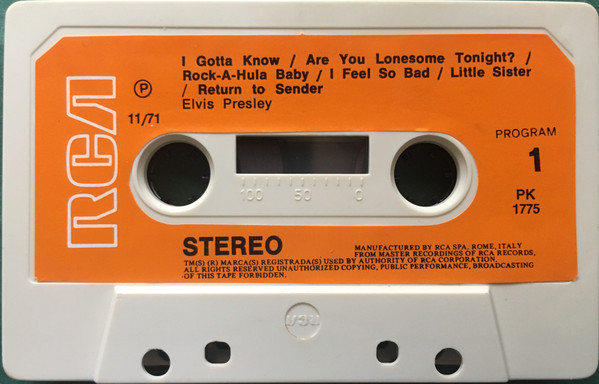 I Gotta Know / Are You Lonesome Tonight? /
Rock-A-Hula Baby / I Feel So Bad / Little Sister
/ Return to Sender
Elvis Presley
RCA
Ⓟ
11/71
PROGRAM
1
PK
1775
100 50 0
STEREO
MANUFACTURED BY RCA SPA, ROME, ITALY
FROM MASTER RECORDINGS OF RCA RECORDS,
TM(S) (R) MARCA(S) REGISTRADA(S) USED BY AUTHORITY OF RCA CORPORATION.
ALL RIGHTS RESERVED UNAUTHORIZED COPYING, PUBLIC PERFORMANCE, BROADCASTING
OF THIS TAPE FORBIDDEN.
RCA